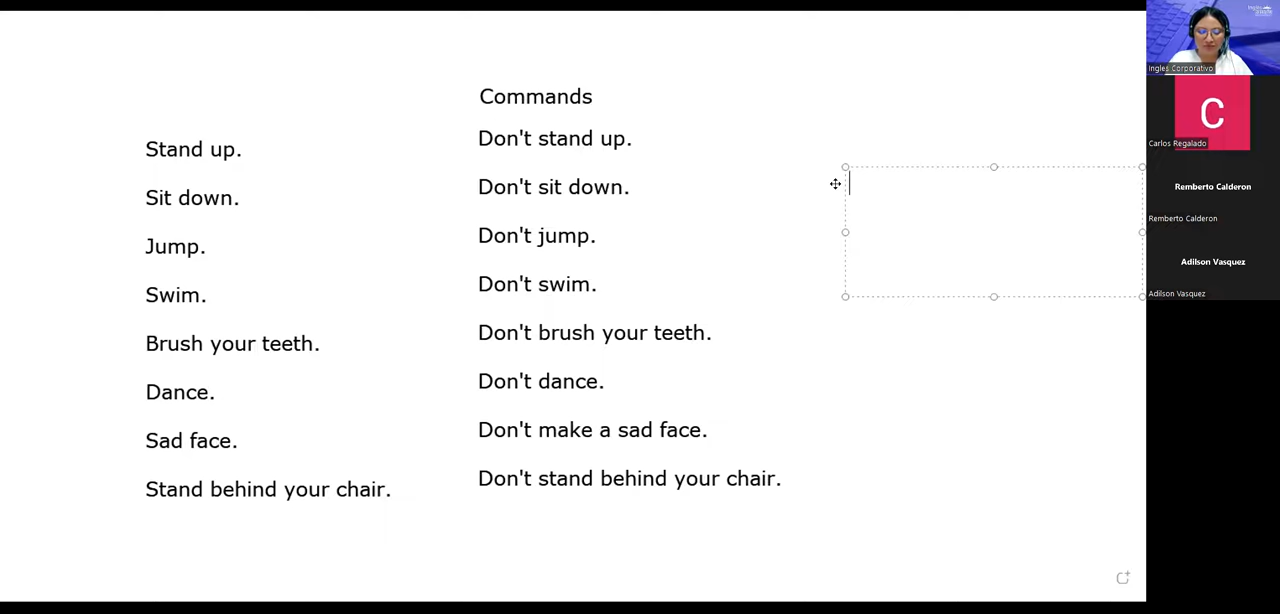 Commands
Stand up.
Sit down.
Jump.
Swim.
Brush your teeth.
Dance.
Sad face.
Stand behind your chair.
Don't stand up.
Don't sit down.
Don't jump.
Don't swim.
Don't brush your teeth.
Don't dance.
Don't make a sad face.
Don't stand behind your chair.
Ingles Corporativo
C
Carlos Regalado
Remberto Calderon
Remberto Calderon
Adilson Vasquez
Adilson Vasquez